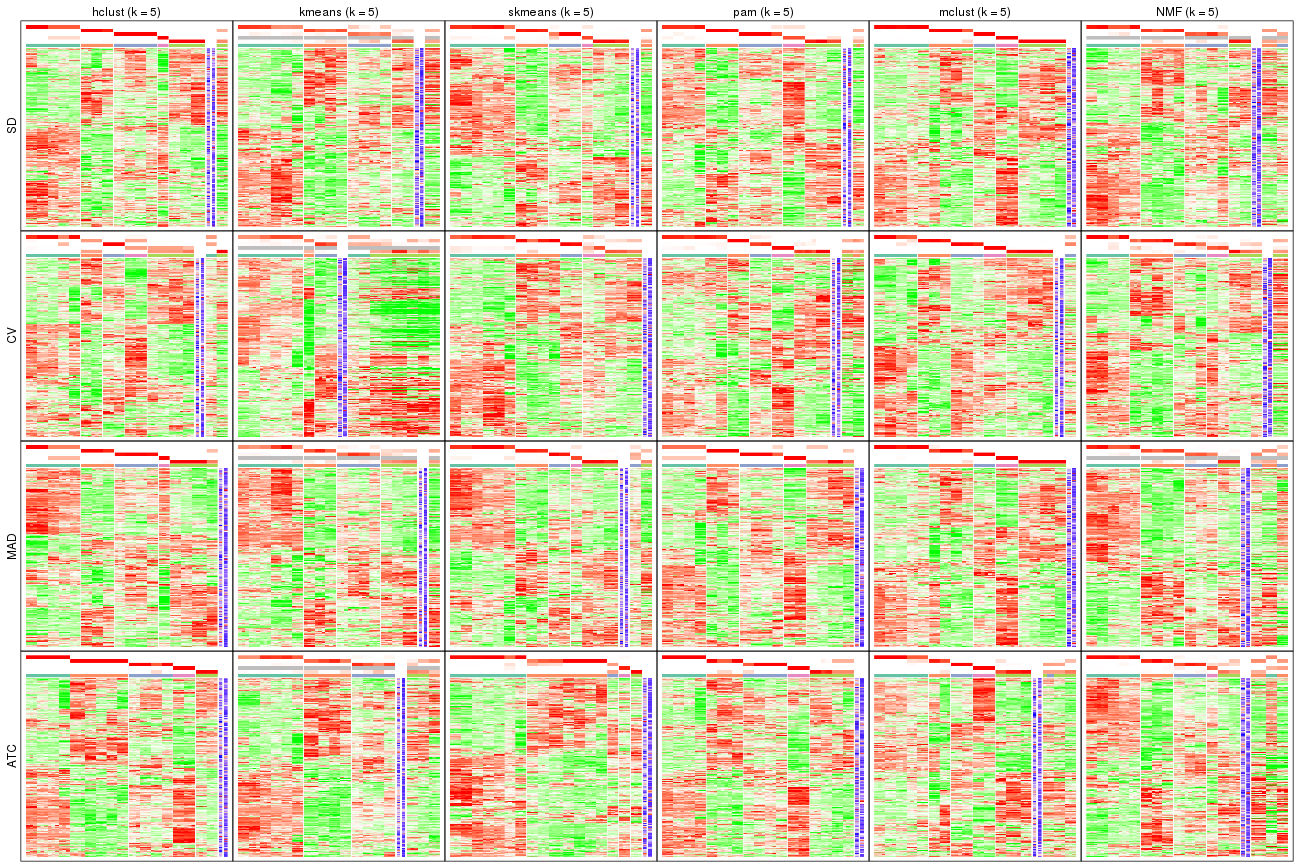 hclust (k = 5) kmeans (k = 5) skmeans (k = 5) pam (k = 5) mclust (k = 5) NMF (k = 5)
SD
CV
MAD
ATC